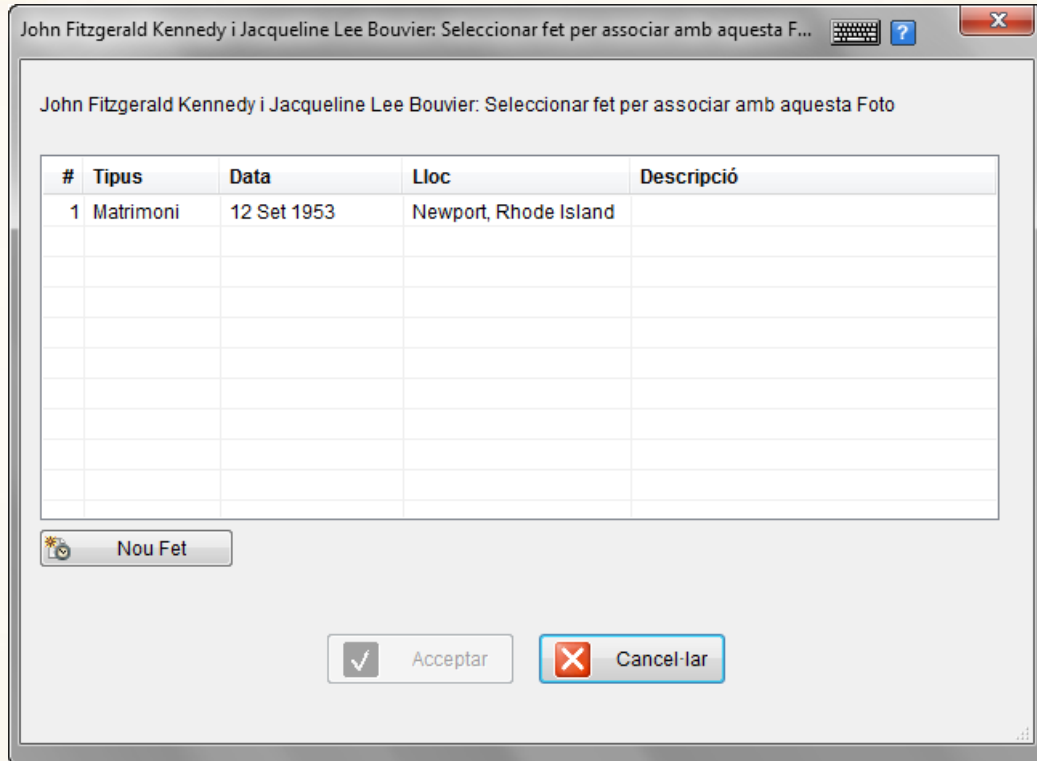 John Fitzgerald Kennedy i Jacqueline Lee Bouvier: Seleccionar fet per associar amb aquesta F... ?
John Fitzgerald Kennedy i Jacqueline Lee Bouvier: Seleccionar fet per associar amb aquesta Foto
# Tipus Data Lloc Descripció
1 Matrimoni 12 Set 1953 Newport, Rhode Island
Nou Fet
Acceptar Cancel·lar